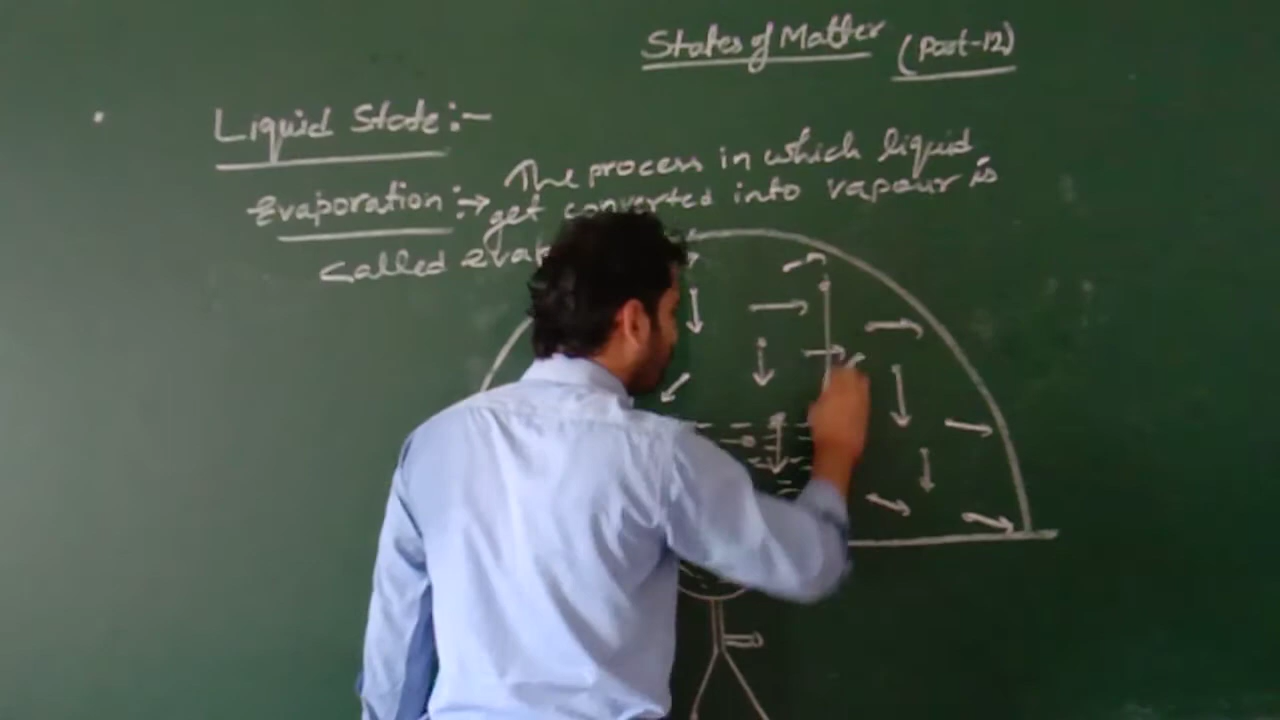 States of Matter (Part-12)
Liquid State:-
Evaporation:→ The process in which liquid
get converted into vapour is
called